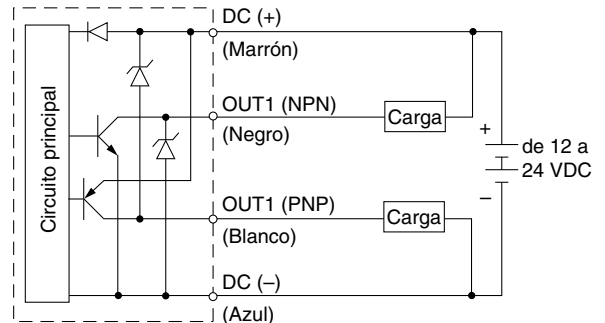 DC (+)
(Marrón)
OUT1 (NPN)
(Negro)
Carga
Circuito principal
+
de 12 a
24 VDC
–
OUT1 (PNP)
(Blanco)
Carga
DC (–)
(Azul)